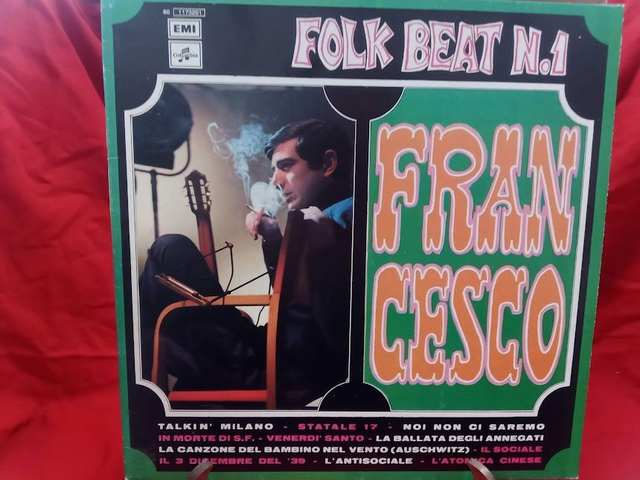 EMI
Columbia
FOLK BEAT N.1
FRAN
CESCO
TALKIN' MILANO - STATALE 17 - NOI NON CI SAREMO
IN MORTE DI S.F. - VENERDI' SANTO - LA BALLATA DEGLI ANNEGATI
LA CANZONE DEL BAMBINO NEL VENTO (AUSCHWITZ) - IL SOCIALE
IL 3 DICEMBRE DEL '39 - L'ANTISOCIALE - L'ATOMICA CINESE